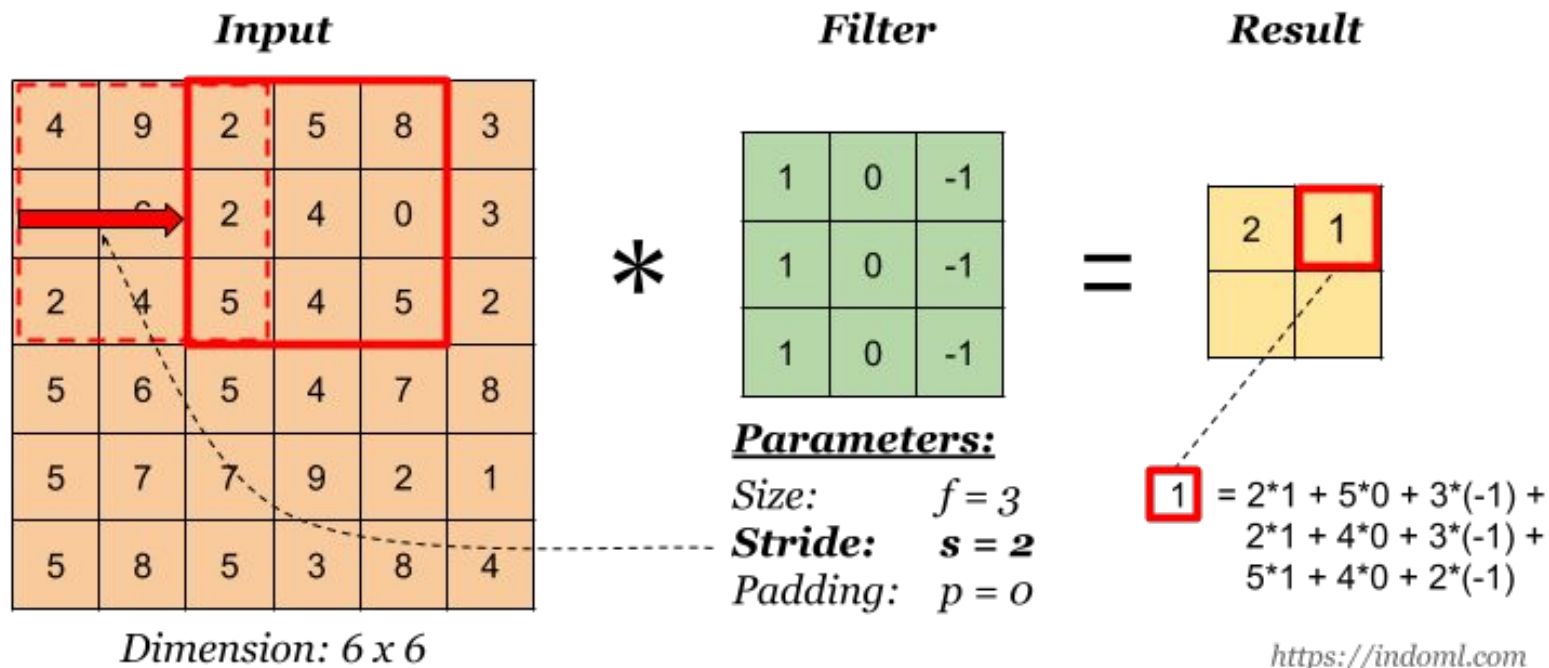 Input Filter Result
4 9 2 5 8 3
2 4 0 3
2 4 5 4 5 2
5 6 5 4 7 8
5 7 7 9 2 1
5 8 5 3 8 4
Dimension: 6 x 6
*
1 0 -1
1 0 -1
1 0 -1
Parameters:
Size: f = 3
Stride: s = 2
Padding: p = 0
=
2 1
1 = 2*1 + 5*0 + 3*(-1) +
2*1 + 4*0 + 3*(-1) +
5*1 + 4*0 + 2*(-1)
https://indoml.com